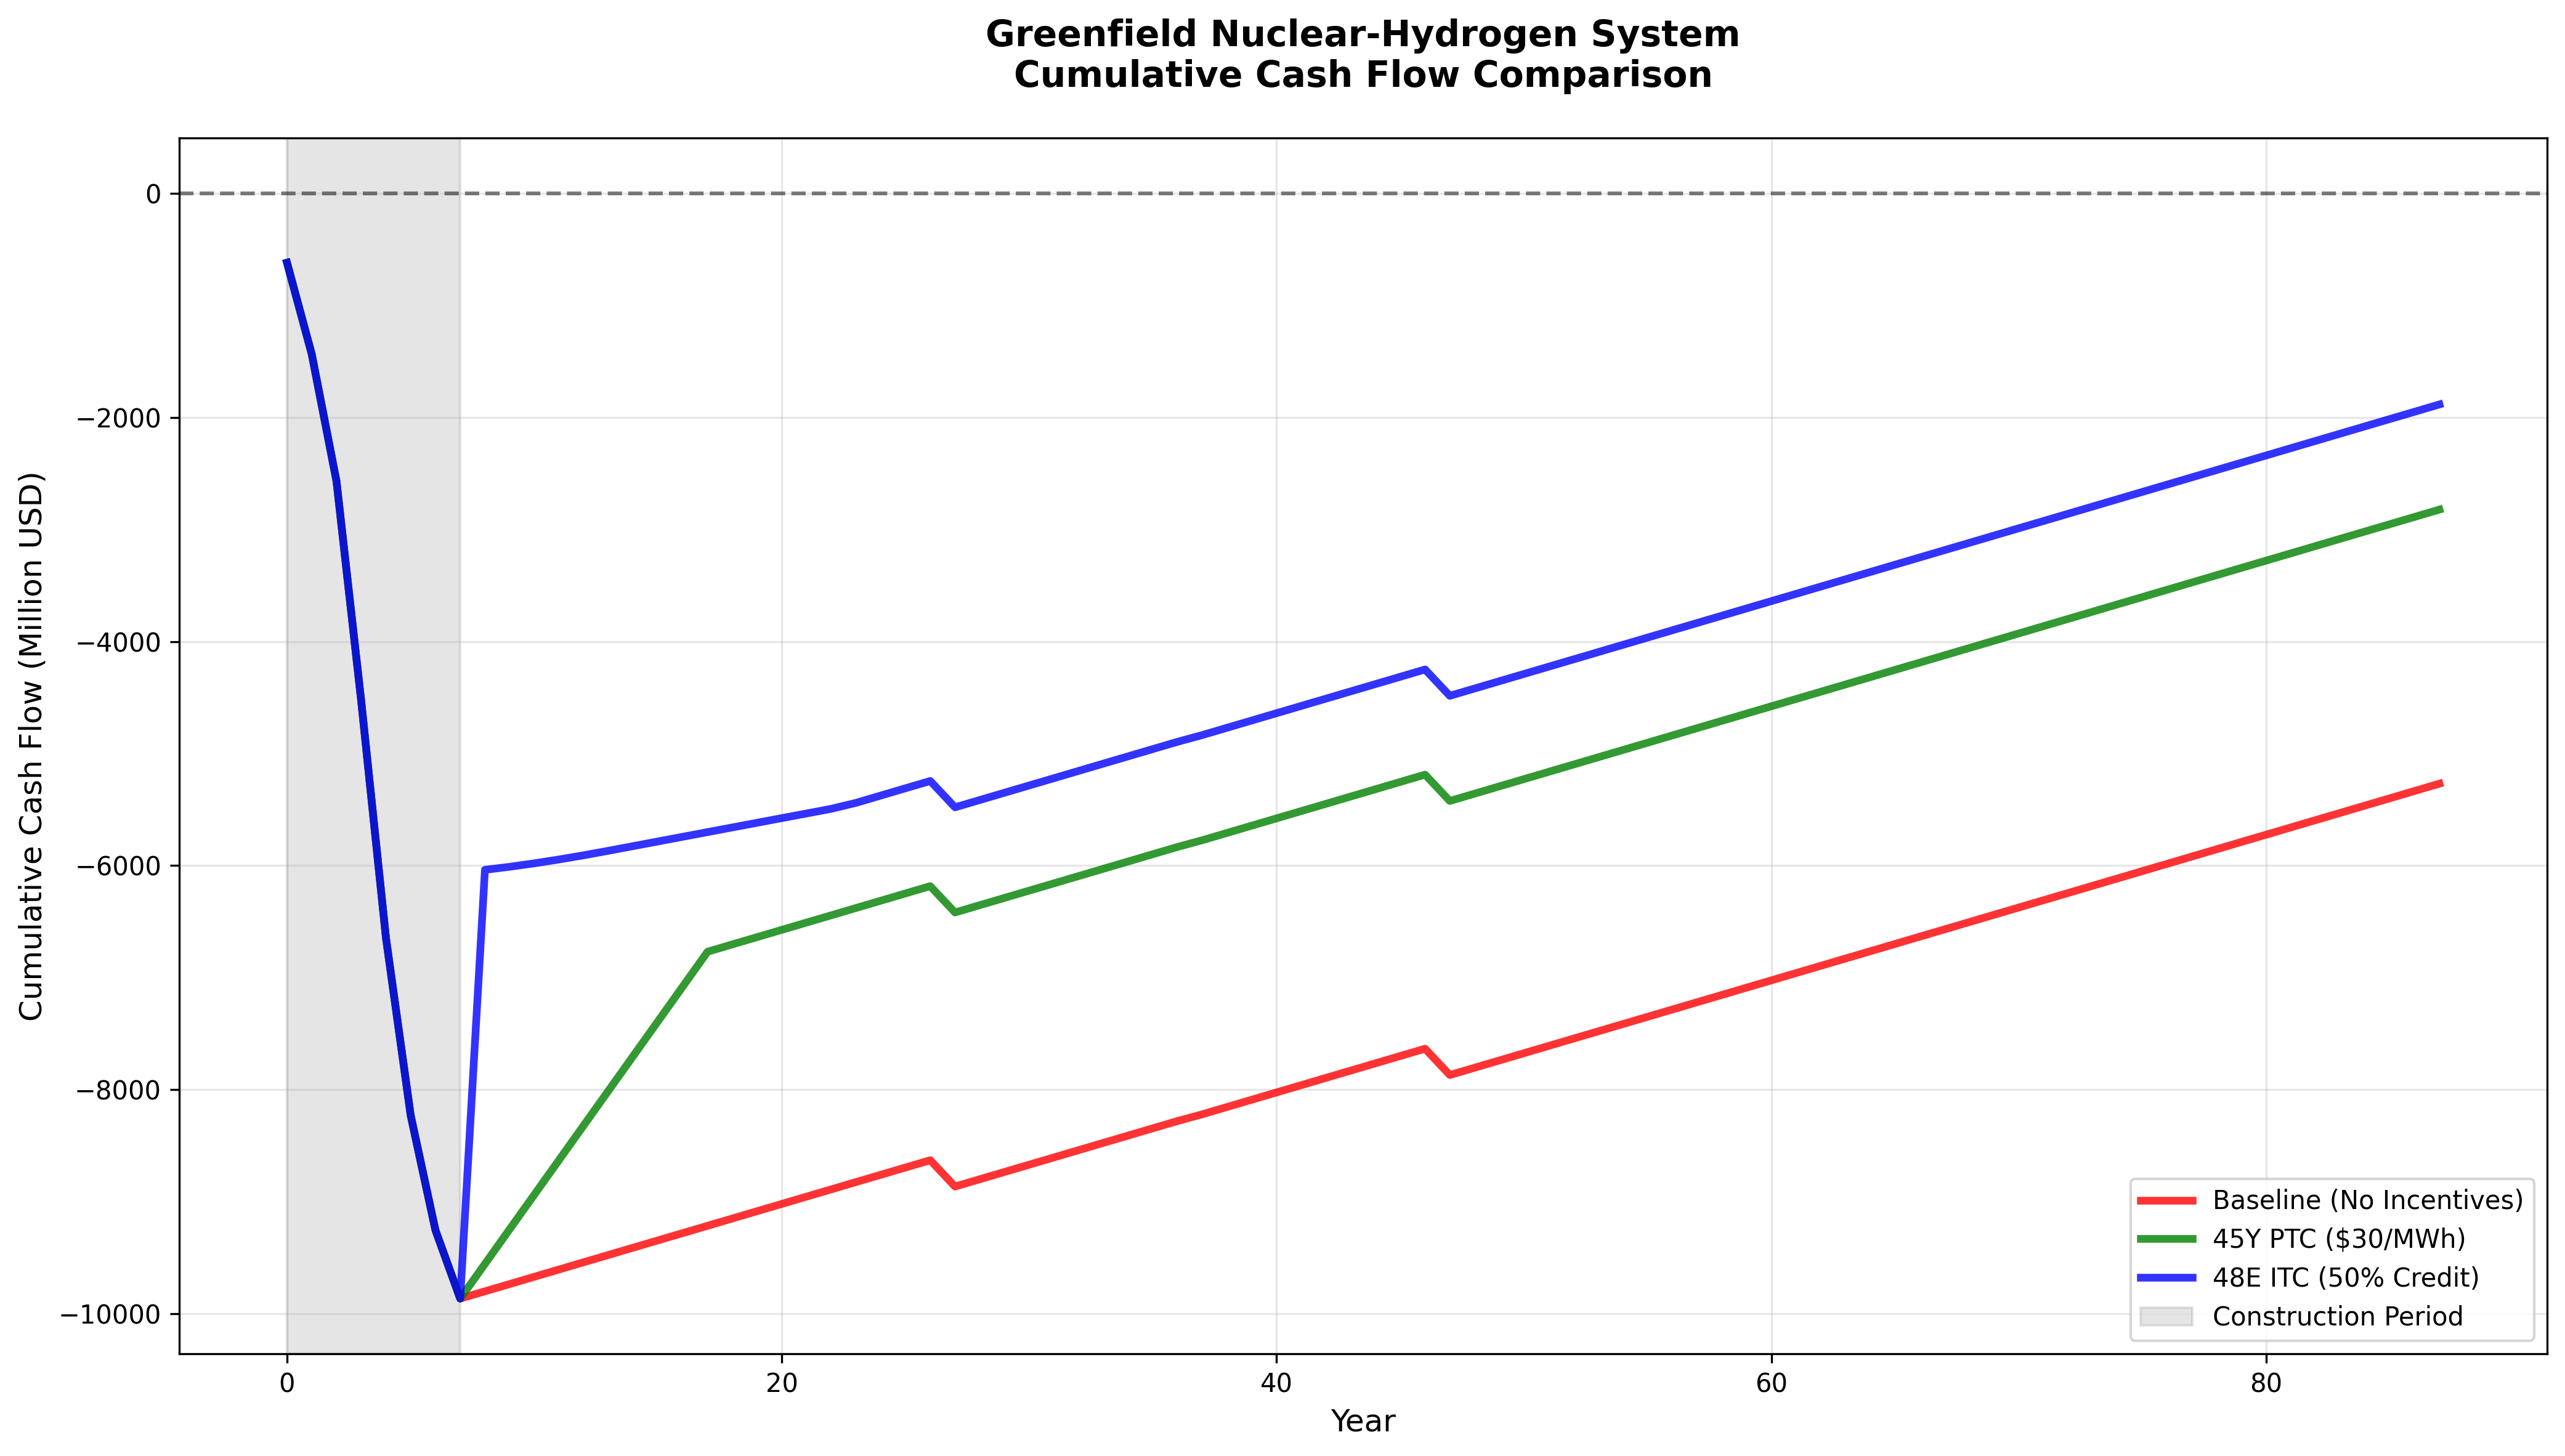 Greenfield Nuclear-Hydrogen System
Cumulative Cash Flow Comparison
Cumulative Cash Flow (Million USD)
0
−2000
−4000
−6000
−8000
−10000
0
20
40
60
80
Year
Baseline (No Incentives)
45Y PTC ($30/MWh)
48E ITC (50% Credit)
Construction Period